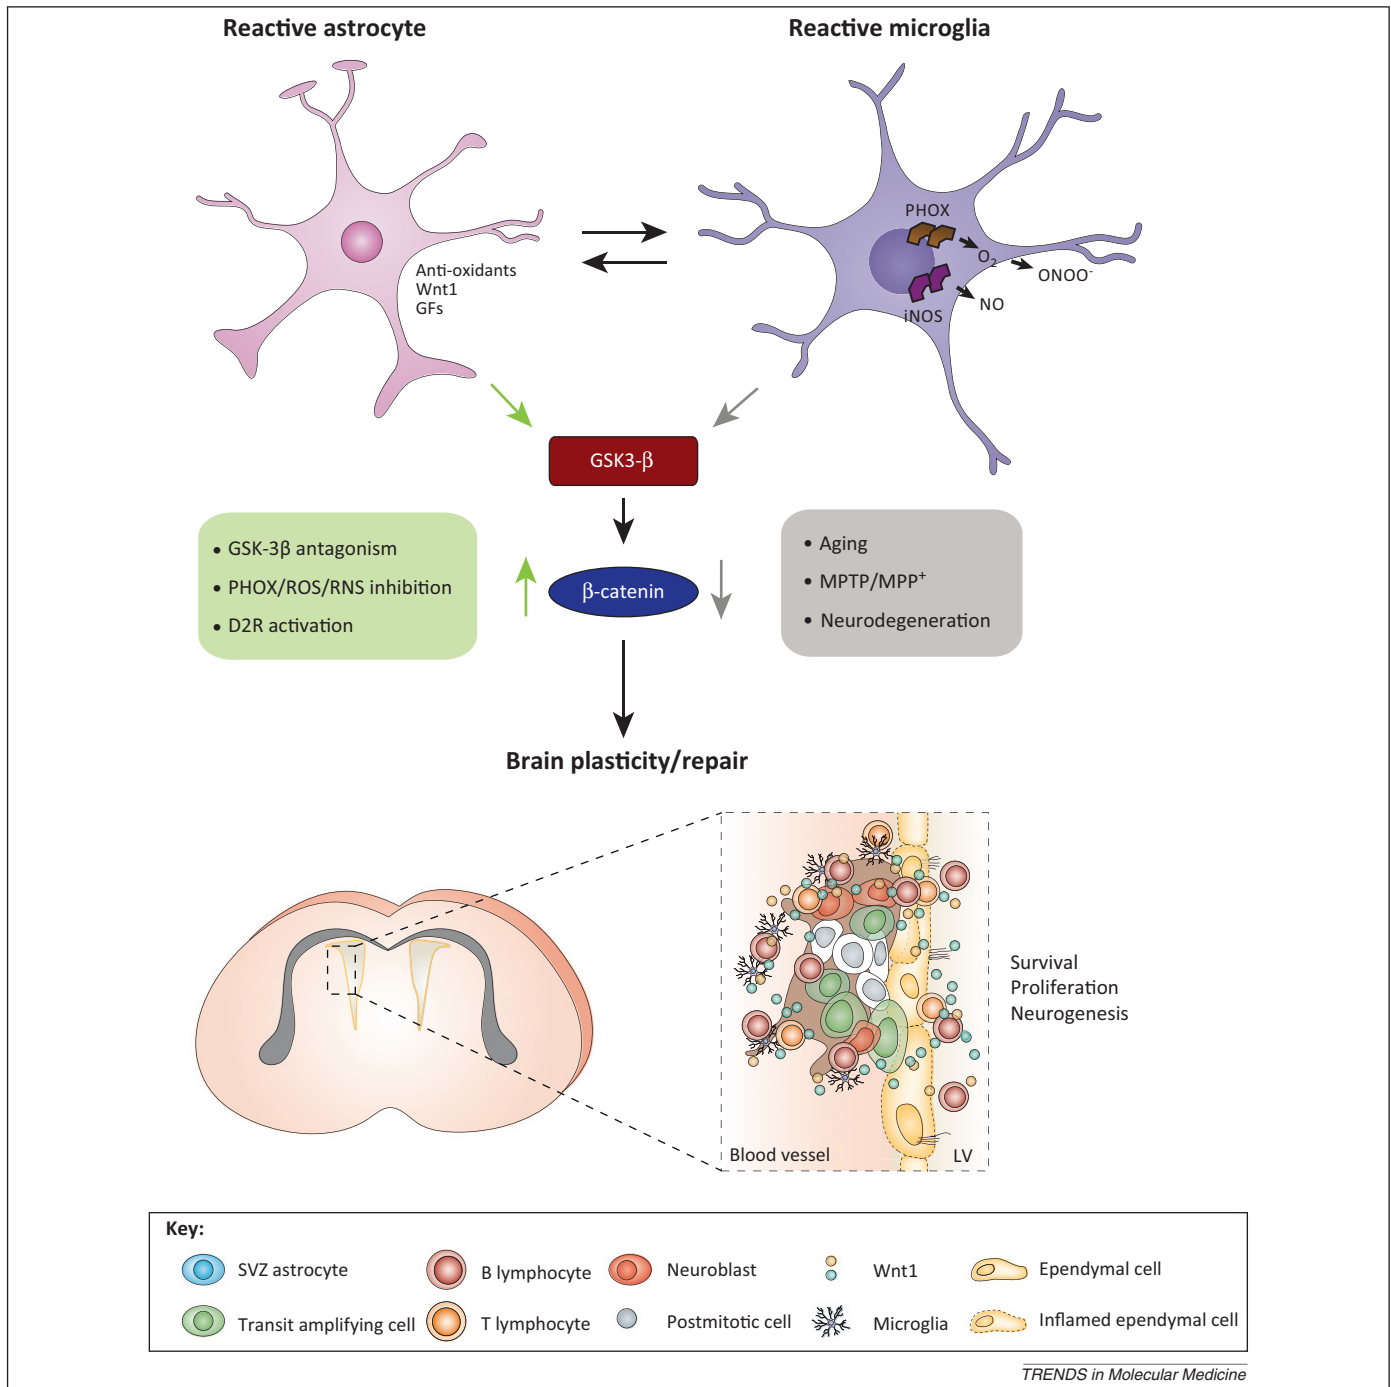 Reactive astrocyte
Reactive microglia
PHOX
O2
ONOO-
Anti-oxidants
Wnt1
GFs
NO
iNOS
GSK3-β
• GSK-3β antagonism
• PHOX/ROS/RNS inhibition
• D2R activation
β-catenin
• Aging
• MPTP/MPP+
• Neurodegeneration
Brain plasticity/repair
Survival
Proliferation
Neurogenesis
Blood vessel
LV
Key:
SVZ astrocyte
B lymphocyte
Neuroblast
Wnt1
Ependymal cell
Transit amplifying cell
T lymphocyte
Postmitotic cell
Microglia
Inflamed ependymal cell
TRENDS in Molecular Medicine